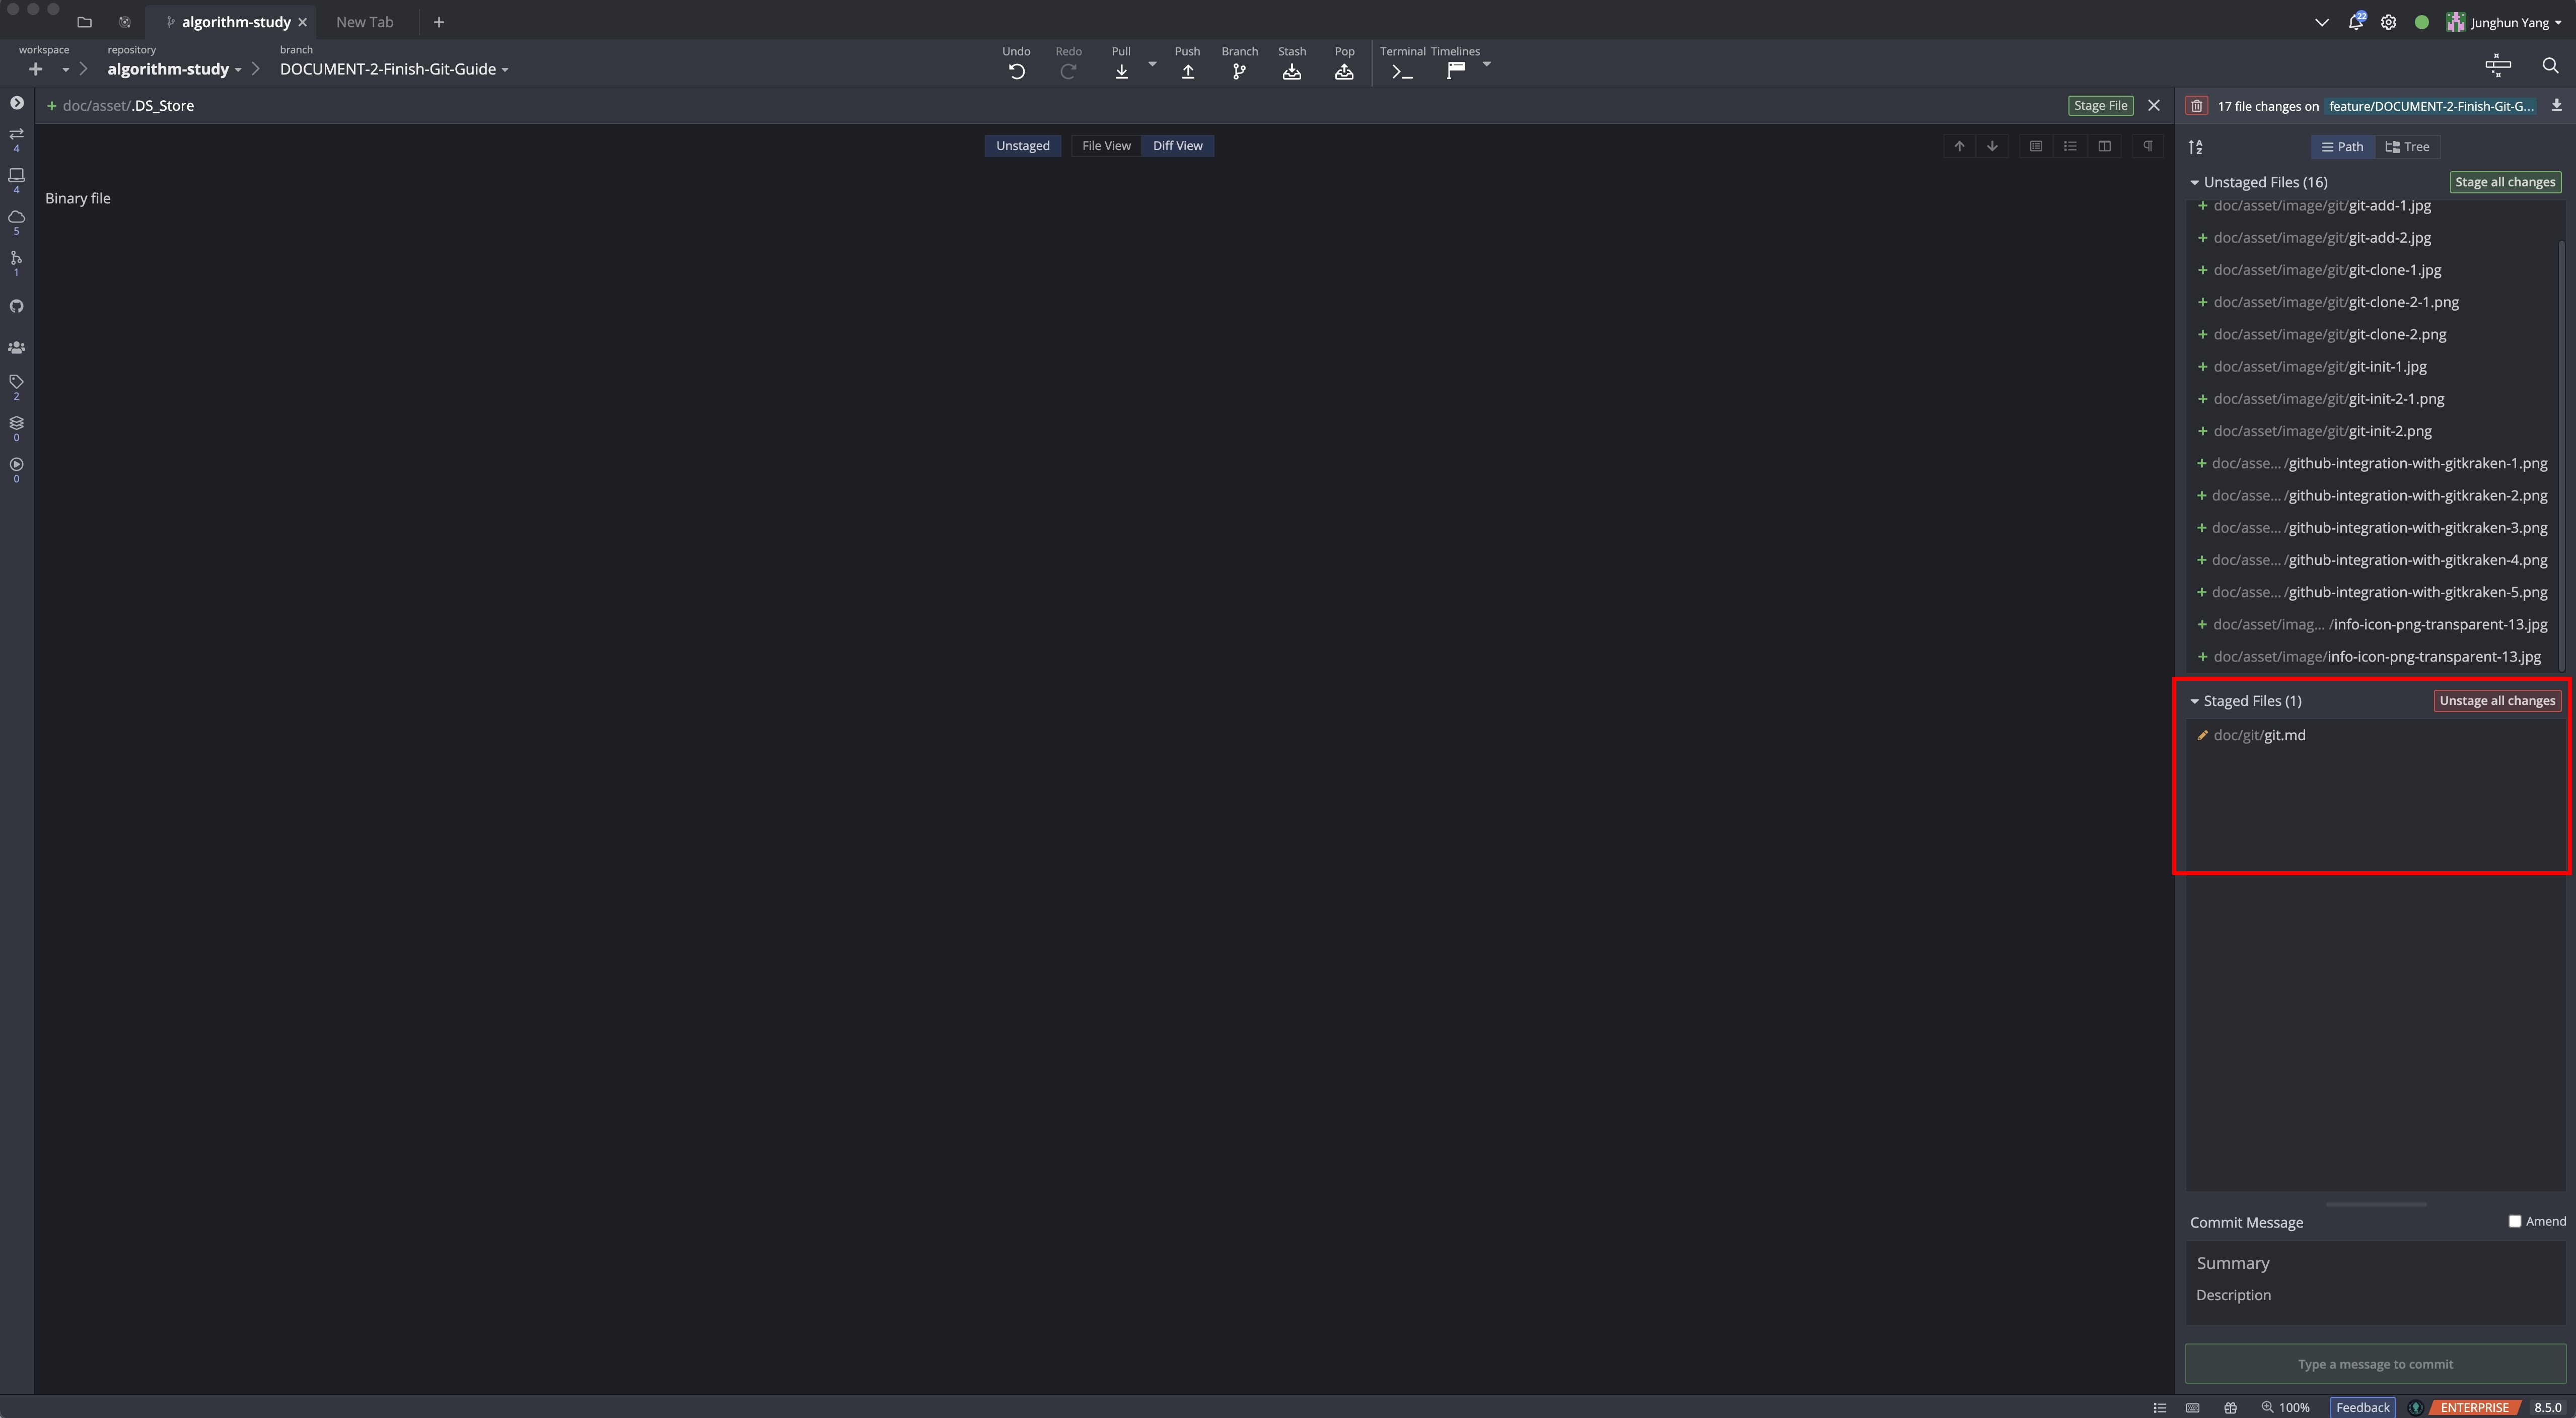 algorithm-study
New Tab
22
Junghun Yang
workspace
repository
branch
algorithm-study
DOCUMENT-2-Finish-Git-Guide
Undo
Redo
Pull
Push
Branch
Stash
Pop
Terminal
Timelines
4
4
5
1
2
0
0
doc/asset/.DS_Store
Stage File
Unstaged
File View
Diff View
Binary file
17 file changes on feature/DOCUMENT-2-Finish-Git-G...
Path
Tree
Unstaged Files (16)
Stage all changes
doc/asset/image/git/git-add-1.jpg
doc/asset/image/git/git-add-2.jpg
doc/asset/image/git/git-clone-1.jpg
doc/asset/image/git/git-clone-2-1.png
doc/asset/image/git/git-clone-2.png
doc/asset/image/git/git-init-1.jpg
doc/asset/image/git/git-init-2-1.png
doc/asset/image/git/git-init-2.png
doc/asse... /github-integration-with-gitkraken-1.png
doc/asse... /github-integration-with-gitkraken-2.png
doc/asse... /github-integration-with-gitkraken-3.png
doc/asse... /github-integration-with-gitkraken-4.png
doc/asse... /github-integration-with-gitkraken-5.png
doc/asset/imag... /info-icon-png-transparent-13.jpg
doc/asset/image/info-icon-png-transparent-13.jpg
Staged Files (1)
Unstage all changes
doc/git/git.md
Commit Message
Amend
Summary
Description
Type a message to commit
100%
Feedback
ENTERPRISE
8.5.0